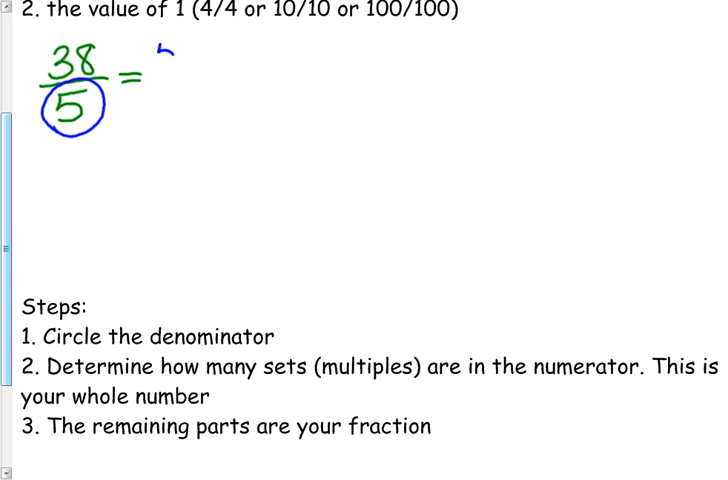 2. the value of 1 (4/4 or 10/10 or 100/100)
38
5
=
Steps:
1. Circle the denominator
2. Determine how many sets (multiples) are in the numerator. This is
your whole number
3. The remaining parts are your fraction